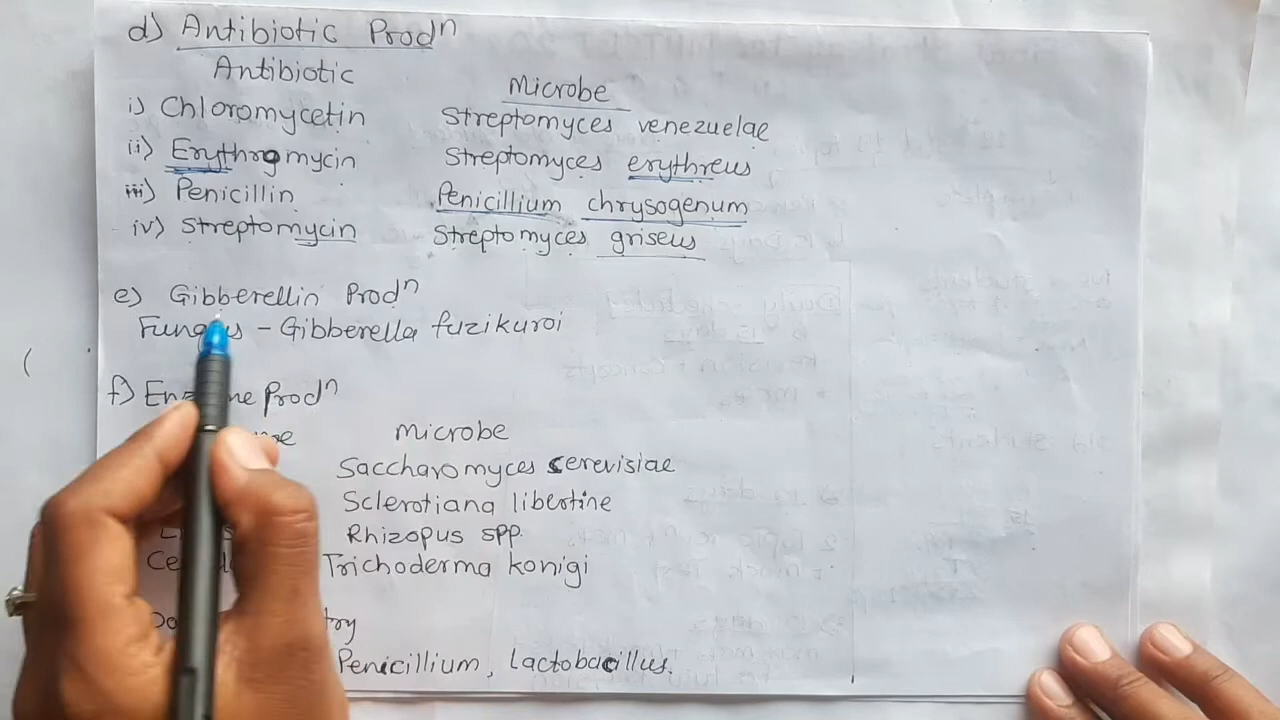 d) Antibiotic Prodⁿ
Antibiotic Microbe
i) Chloromycetin Streptomyces venezuelae
ii) Erythromycin Streptomyces erythreus
iii) Penicillin Penicillium chrysogenum
iv) Streptomycin Streptomyces griseus
e) Gibberellin Prodⁿ
Fungus - Gibberella fuzikuroi
f) Prodⁿ
Microbe
Saccharomyces cerevisiae
Sclerotiana libertine
Rhizopus spp.
Trichoderma konigi
Penicillium, Lactobacillus.